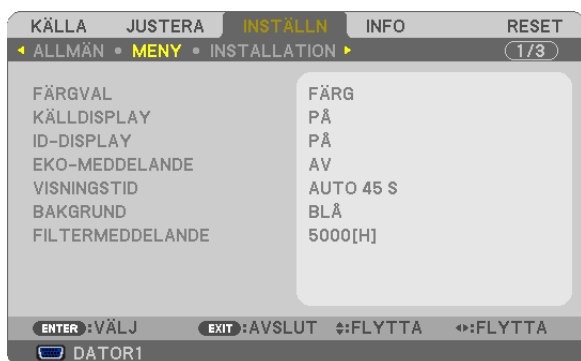 KÄLLA JUSTERA INSTÄLLN INFO RESET
ALLMÄN • MENY • INSTALLATION 1/3
FÄRGVAL FÄRG
KÄLLDISPLAY PÅ
ID-DISPLAY PÅ
EKO-MEDDELANDE AV
VISNINGSTID AUTO 45 S
BAKGRUND BLÅ
FILTERMEDDELANDE 5000[H]
ENTER :VÄLJ EXIT :AVSLUT :FLYTTA :FLYTTA
DATOR1